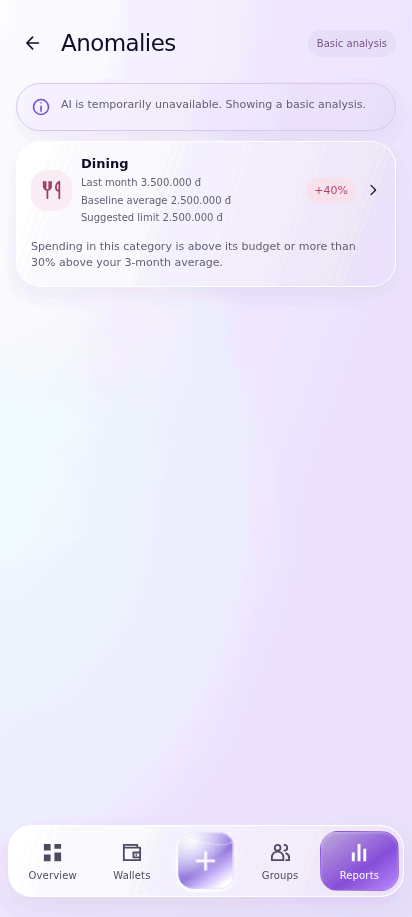 Anomalies
Basic analysis
AI is temporarily unavailable. Showing a basic analysis.
Dining
Last month 3.500.000 đ
Baseline average 2.500.000 đ
Suggested limit 2.500.000 đ
+40%
Spending in this category is above its budget or more than
30% above your 3-month average.
Overview
Wallets
Groups
Reports